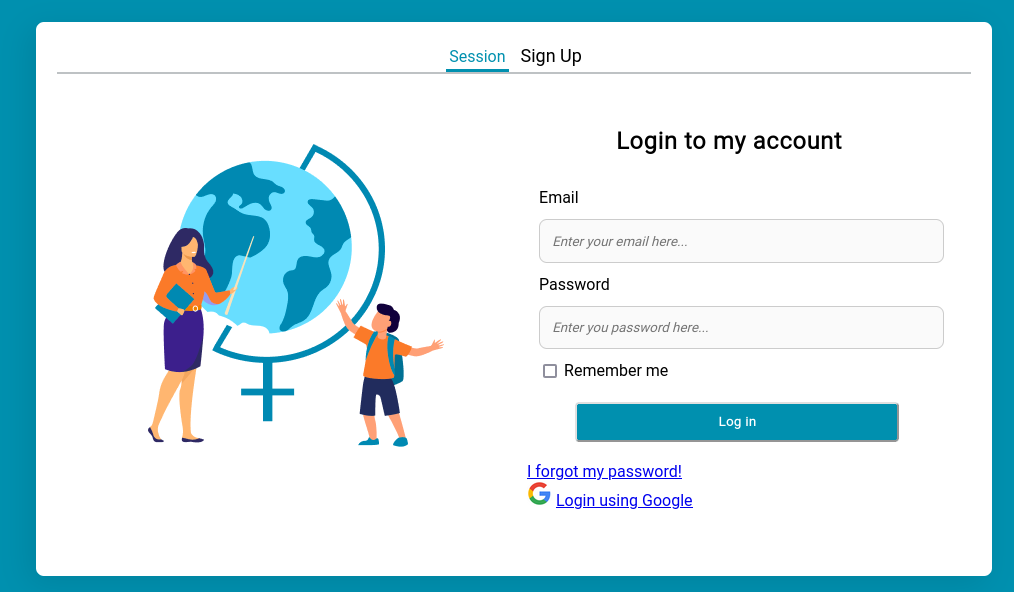 Session Sign Up
Login to my account
Email
Enter your email here...
Password
Enter you password here...
Remember me
Log in
I forgot my password!
Login using Google